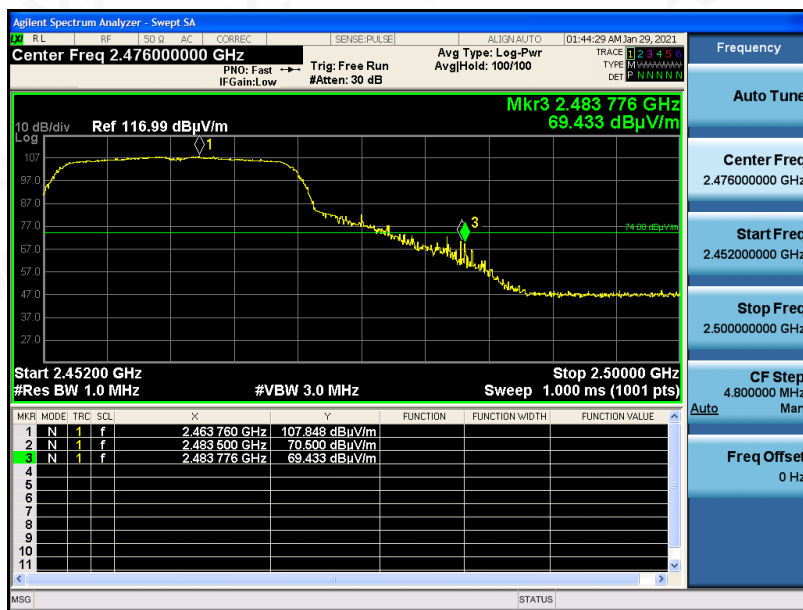 Agilent Spectrum Analyzer - Swept SA
LXI RL RF 50 Ω AC CORREC SENSE:PULSE ALIGN AUTO 01:44:29 AM Jan 29, 2021
Center Freq 2.476000000 GHz
PNO: Fast
IFGain:Low
Trig: Free Run
#Atten: 30 dB
Avg Type: Log-Pwr
Avg|Hold: 100/100
TRACE 1 2 3 4 5 6
TYPE M WWWWW
DET P N N N N N
Mkr3 2.483 776 GHz
69.433 dBµV/m
10 dB/div Ref 116.99 dBµV/m
Log
107
97.0
87.0
77.0
67.0
57.0
47.0
37.0
27.0
1
3
74.00 dBµV/m
Start 2.45200 GHz Stop 2.50000 GHz
#Res BW 1.0 MHz #VBW 3.0 MHz Sweep 1.000 ms (1001 pts)
MKR MODE TRC SCL X Y FUNCTION FUNCTION WIDTH FUNCTION VALUE
1 N 1 f 2.463 760 GHz 107.848 dBµV/m
2 N 1 f 2.483 500 GHz 70.500 dBµV/m
3 N 1 f 2.483 776 GHz 69.433 dBµV/m
4
5
6
7
8
9
10
11
MSG STATUS
Frequency
Auto Tune
Center Freq
2.476000000 GHz
Start Freq
2.452000000 GHz
Stop Freq
2.500000000 GHz
CF Step
4.800000 MHz
Auto Man
Freq Offset
0 Hz